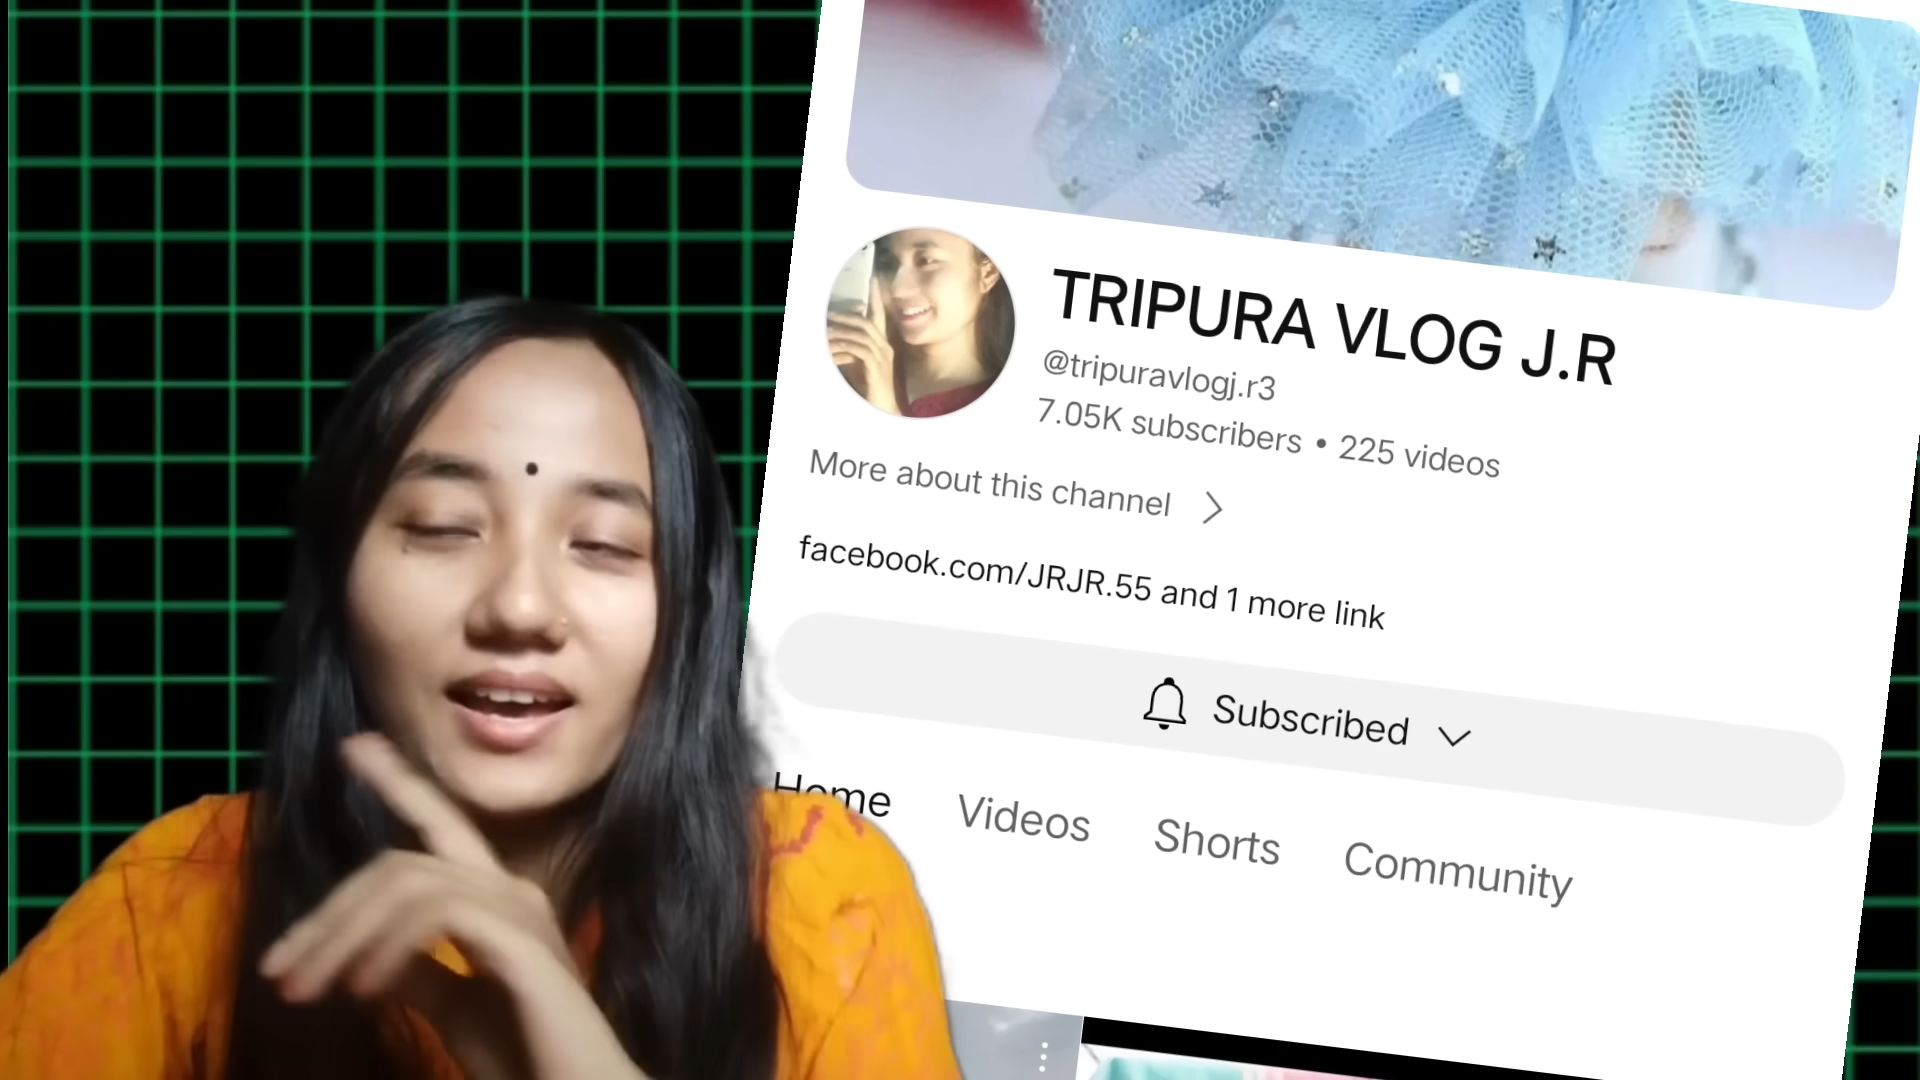 TRIPURA VLOG J.R
@tripuravlogj.r3
7.05K subscribers • 225 videos
More about this channel
facebook.com/JRJR.55 and 1 more link
Subscribed
Home Videos Shorts Community